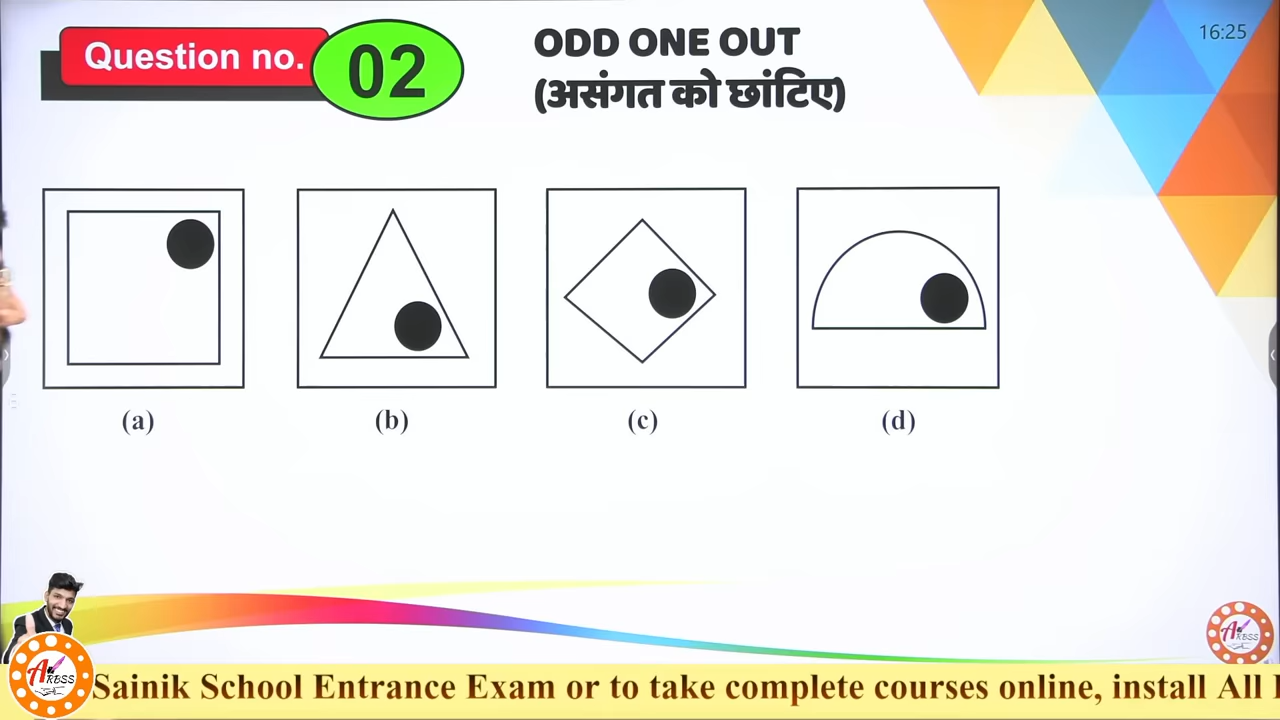 Question no.
02
ODD ONE OUT
(असंगत को छांटिए)
16:25
(a)
(b)
(c)
(d)
Sainik School Entrance Exam or to take complete courses online, install All